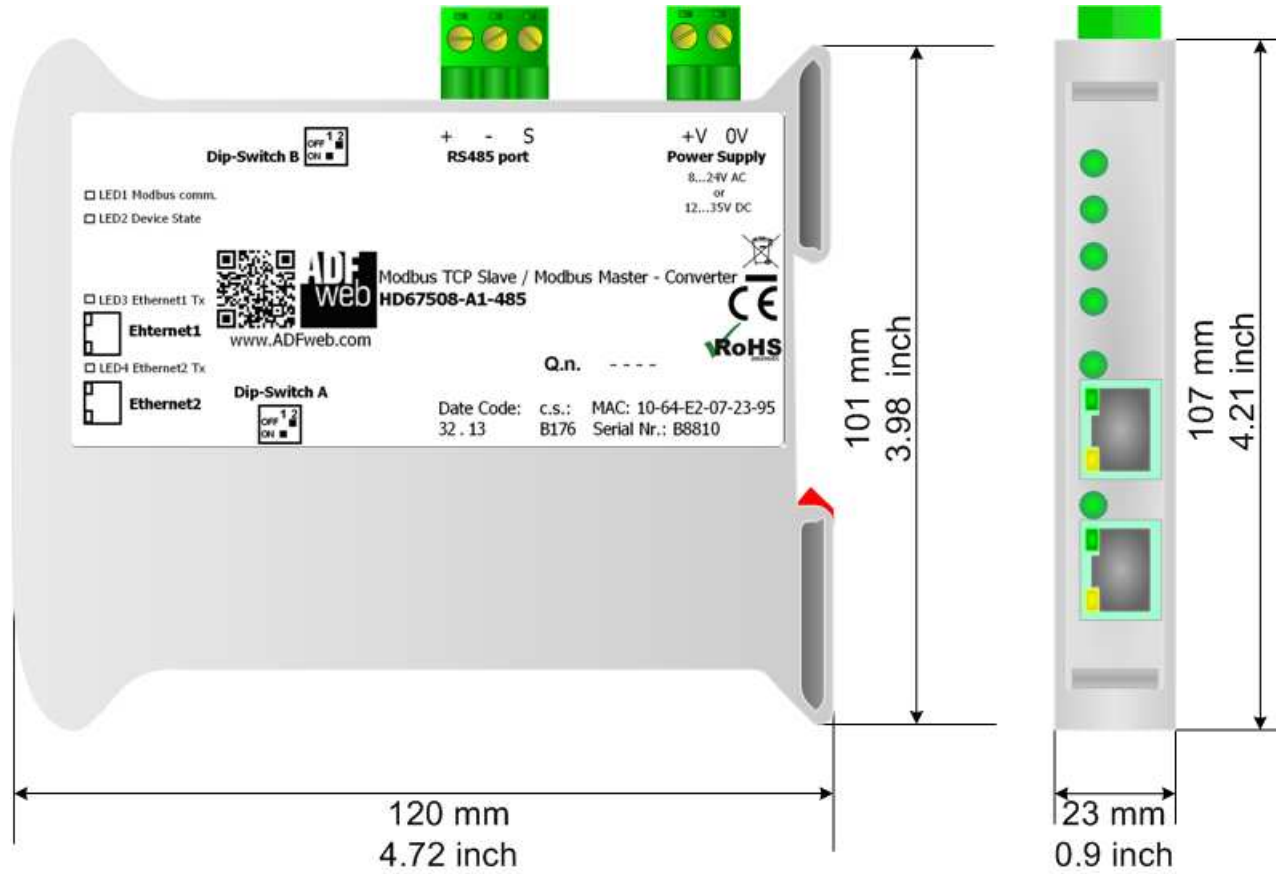 + - S
RS485 port
+V 0V
Power Supply
8...24V AC
or
12...35V DC
Dip-Switch B
OFF 1 2
ON
LED1 Modbus comm.
LED2 Device State
ADF
web
Modbus TCP Slave / Modbus Master - Converter
HD67508-A1-485
www.ADFweb.com
CE
RoHS
LED3 Ethernet1 Tx
Ehternet1
LED4 Ethernet2 Tx
Ethernet2
Q.n. - - - -
Dip-Switch A
OFF 1 2
ON
Date Code: c.s.: MAC: 10-64-E2-07-23-95
32 . 13 B176 Serial Nr.: B8810
101 mm
3.98 inch
107 mm
4.21 inch
120 mm
4.72 inch
23 mm
0.9 inch